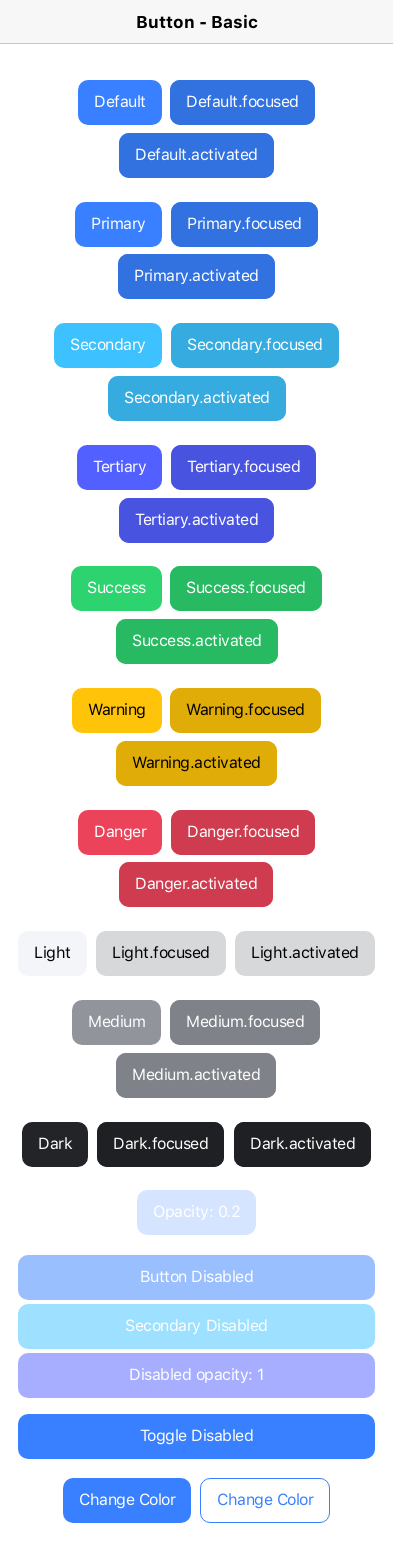 Button - Basic
Default Default.focused
Default.activated
Primary Primary.focused
Primary.activated
Secondary Secondary.focused
Secondary.activated
Tertiary Tertiary.focused
Tertiary.activated
Success Success.focused
Success.activated
Warning Warning.focused
Warning.activated
Danger Danger.focused
Danger.activated
Light Light.focused Light.activated
Medium Medium.focused
Medium.activated
Dark Dark.focused Dark.activated
Opacity: 0.2
Button Disabled
Secondary Disabled
Disabled opacity: 1
Toggle Disabled
Change Color Change Color